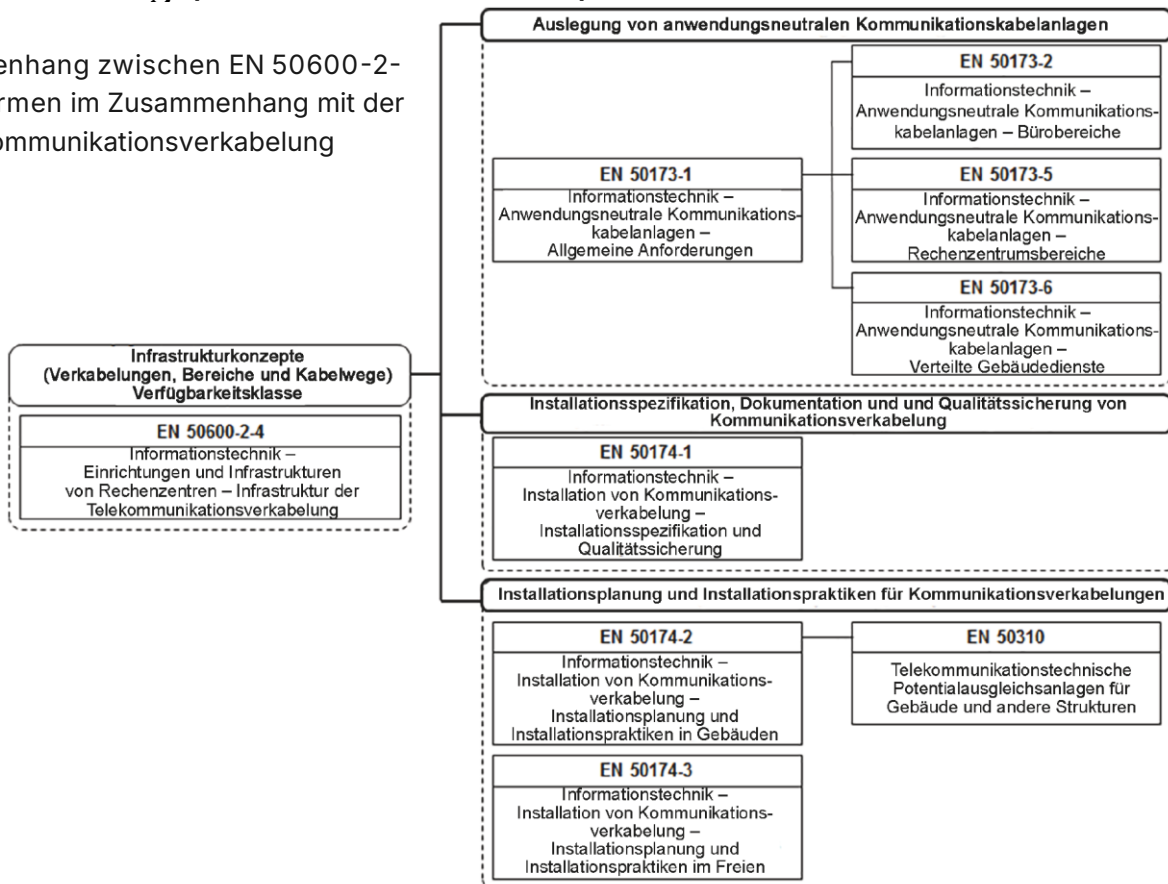 enhang zwischen EN 50600-2-
rmen im Zusammenhang mit der
ommunikationsverkabelung
Infrastrukturkonzepte
(Verkabelungen, Bereiche und Kabelwege)
Verfügbarkeitsklasse
EN 50600-2-4
Informationstechnik –
Einrichtungen und Infrastrukturen
von Rechenzentren – Infrastruktur der
Telekommunikationsverkabelung
Auslegung von anwendungsneutralen Kommunikationskabelanlagen
EN 50173-1
Informationstechnik –
Anwendungsneutrale Kommunikations-
kabelanlagen –
Allgemeine Anforderungen
EN 50173-2
Informationstechnik –
Anwendungsneutrale Kommunikations-
kabelanlagen – Bürobereiche
EN 50173-5
Informationstechnik –
Anwendungsneutrale Kommunikations-
kabelanlagen –
Rechenzentrumsbereiche
EN 50173-6
Informationstechnik –
Anwendungsneutrale Kommunikations-
kabelanlagen –
Verteilte Gebäudedienste
Installationsspezifikation, Dokumentation und und Qualitätssicherung von
Kommunikationsverkabelung
EN 50174-1
Informationstechnik –
Installation von Kommunikations-
verkabelung –
Installationsspezifikation und
Qualitätssicherung
Installationsplanung und Installationspraktiken für Kommunikationsverkabelungen
EN 50174-2
Informationstechnik –
Installation von Kommunikations-
verkabelung –
Installationsplanung und
Installationspraktiken in Gebäuden
EN 50310
Telekommunikationstechnische
Potentialausgleichsanlagen für
Gebäude und andere Strukturen
EN 50174-3
Informationstechnik –
Installation von Kommunikations-
verkabelung –
Installationsplanung und
Installationspraktiken im Freien